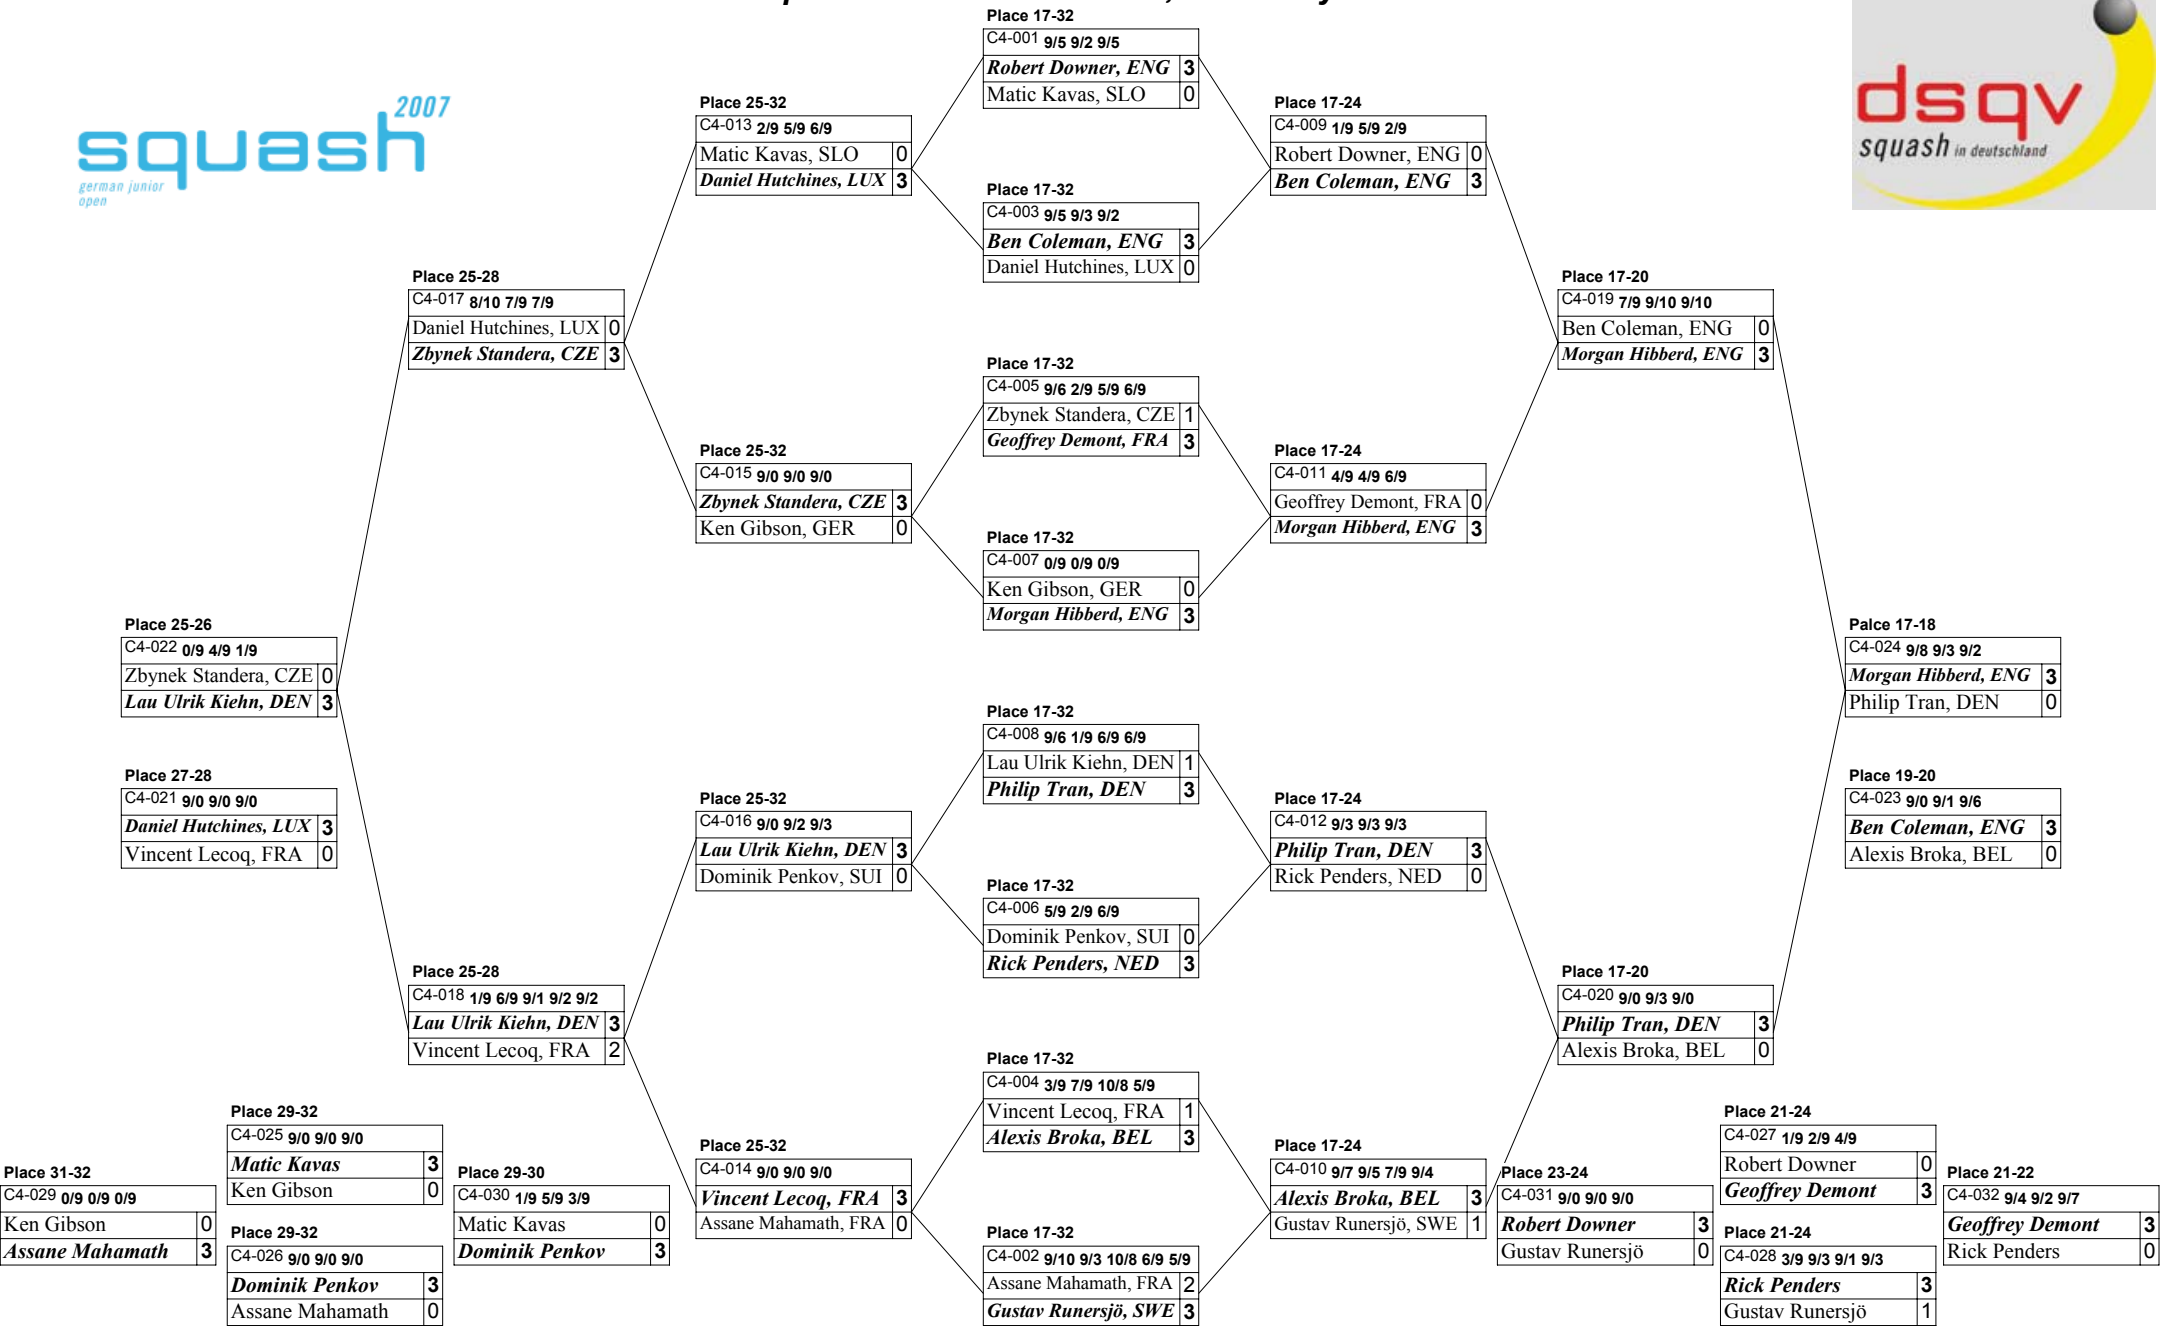 2007
squash
german junior
open
dsqv
squash in deutschland
Place 17-32
C4-001 9/5 9/2 9/5
Robert Downer, ENG 3
Matic Kavas, SLO 0
Place 25-32
C4-013 2/9 5/9 6/9
Matic Kavas, SLO 0
Daniel Hutchines, LUX 3
Place 17-24
C4-009 1/9 5/9 2/9
Robert Downer, ENG 0
Ben Coleman, ENG 3
Place 17-32
C4-003 9/5 9/3 9/2
Ben Coleman, ENG 3
Daniel Hutchines, LUX 0
Place 25-28
C4-017 8/10 7/9 7/9
Daniel Hutchines, LUX 0
Zbynek Standera, CZE 3
Place 17-20
C4-019 7/9 9/10 9/10
Ben Coleman, ENG 0
Morgan Hibberd, ENG 3
Place 17-32
C4-005 9/6 2/9 5/9 6/9
Zbynek Standera, CZE 1
Geoffrey Demont, FRA 3
Place 25-32
C4-015 9/0 9/0 9/0
Zbynek Standera, CZE 3
Ken Gibson, GER 0
Place 17-24
C4-011 4/9 4/9 6/9
Geoffrey Demont, FRA 0
Morgan Hibberd, ENG 3
Place 17-32
C4-007 0/9 0/9 0/9
Ken Gibson, GER 0
Morgan Hibberd, ENG 3
Place 25-26
C4-022 0/9 4/9 1/9
Zbynek Standera, CZE 0
Lau Ulrik Kiehn, DEN 3
Palce 17-18
C4-024 9/8 9/3 9/2
Morgan Hibberd, ENG 3
Philip Tran, DEN 0
Place 17-32
C4-008 9/6 1/9 6/9 6/9
Lau Ulrik Kiehn, DEN 1
Philip Tran, DEN 3
Place 27-28
C4-021 9/0 9/0 9/0
Daniel Hutchines, LUX 3
Vincent Lecoq, FRA 0
Place 25-32
C4-016 9/0 9/2 9/3
Lau Ulrik Kiehn, DEN 3
Dominik Penkov, SUI 0
Place 17-24
C4-012 9/3 9/3 9/3
Philip Tran, DEN 3
Rick Penders, NED 0
Place 19-20
C4-023 9/0 9/1 9/6
Ben Coleman, ENG 3
Alexis Broka, BEL 0
Place 17-32
C4-006 5/9 2/9 6/9
Dominik Penkov, SUI 0
Rick Penders, NED 3
Place 25-28
C4-018 1/9 6/9 9/1 9/2 9/2
Lau Ulrik Kiehn, DEN 3
Vincent Lecoq, FRA 2
Place 17-20
C4-020 9/0 9/3 9/0
Philip Tran, DEN 3
Alexis Broka, BEL 0
Place 17-32
C4-004 3/9 7/9 10/8 5/9
Vincent Lecoq, FRA 1
Alexis Broka, BEL 3
Place 29-32
C4-025 9/0 9/0 9/0
Matic Kavas 3
Ken Gibson 0
Place 21-24
C4-027 1/9 2/9 4/9
Robert Downer 0
Geoffrey Demont 3
Place 25-32
C4-014 9/0 9/0 9/0
Vincent Lecoq, FRA 3
Assane Mahamath, FRA 0
Place 17-24
C4-010 9/7 9/5 7/9 9/4
Alexis Broka, BEL 3
Gustav Runersjö, SWE 1
Place 31-32
C4-029 0/9 0/9 0/9
Ken Gibson 0
Assane Mahamath 3
Place 29-30
C4-030 1/9 5/9 3/9
Matic Kavas 0
Dominik Penkov 3
Place 23-24
C4-031 9/0 9/0 9/0
Robert Downer 3
Gustav Runersjö 0
Place 21-22
C4-032 9/4 9/2 9/7
Geoffrey Demont 3
Rick Penders 0
Place 29-32
C4-026 9/0 9/0 9/0
Dominik Penkov 3
Assane Mahamath 0
Place 17-32
C4-002 9/10 9/3 10/8 6/9 5/9
Assane Mahamath, FRA 2
Gustav Runersjö, SWE 3
Place 21-24
C4-028 3/9 9/3 9/1 9/3
Rick Penders 3
Gustav Runersjö 1